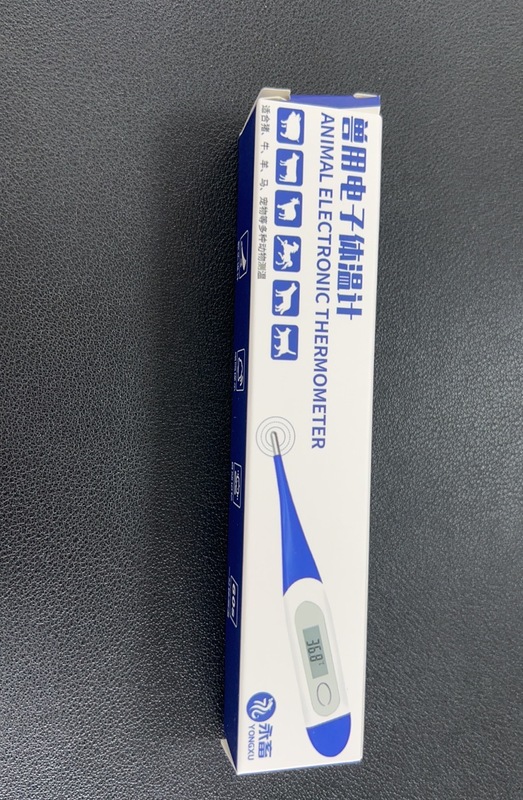 兽用电子体温计
ANIMAL ELECTRONIC THERMOMETER
适合猪、牛、羊、马、宠物等多种动物测温
36.8
永畜
YONGXU
60s